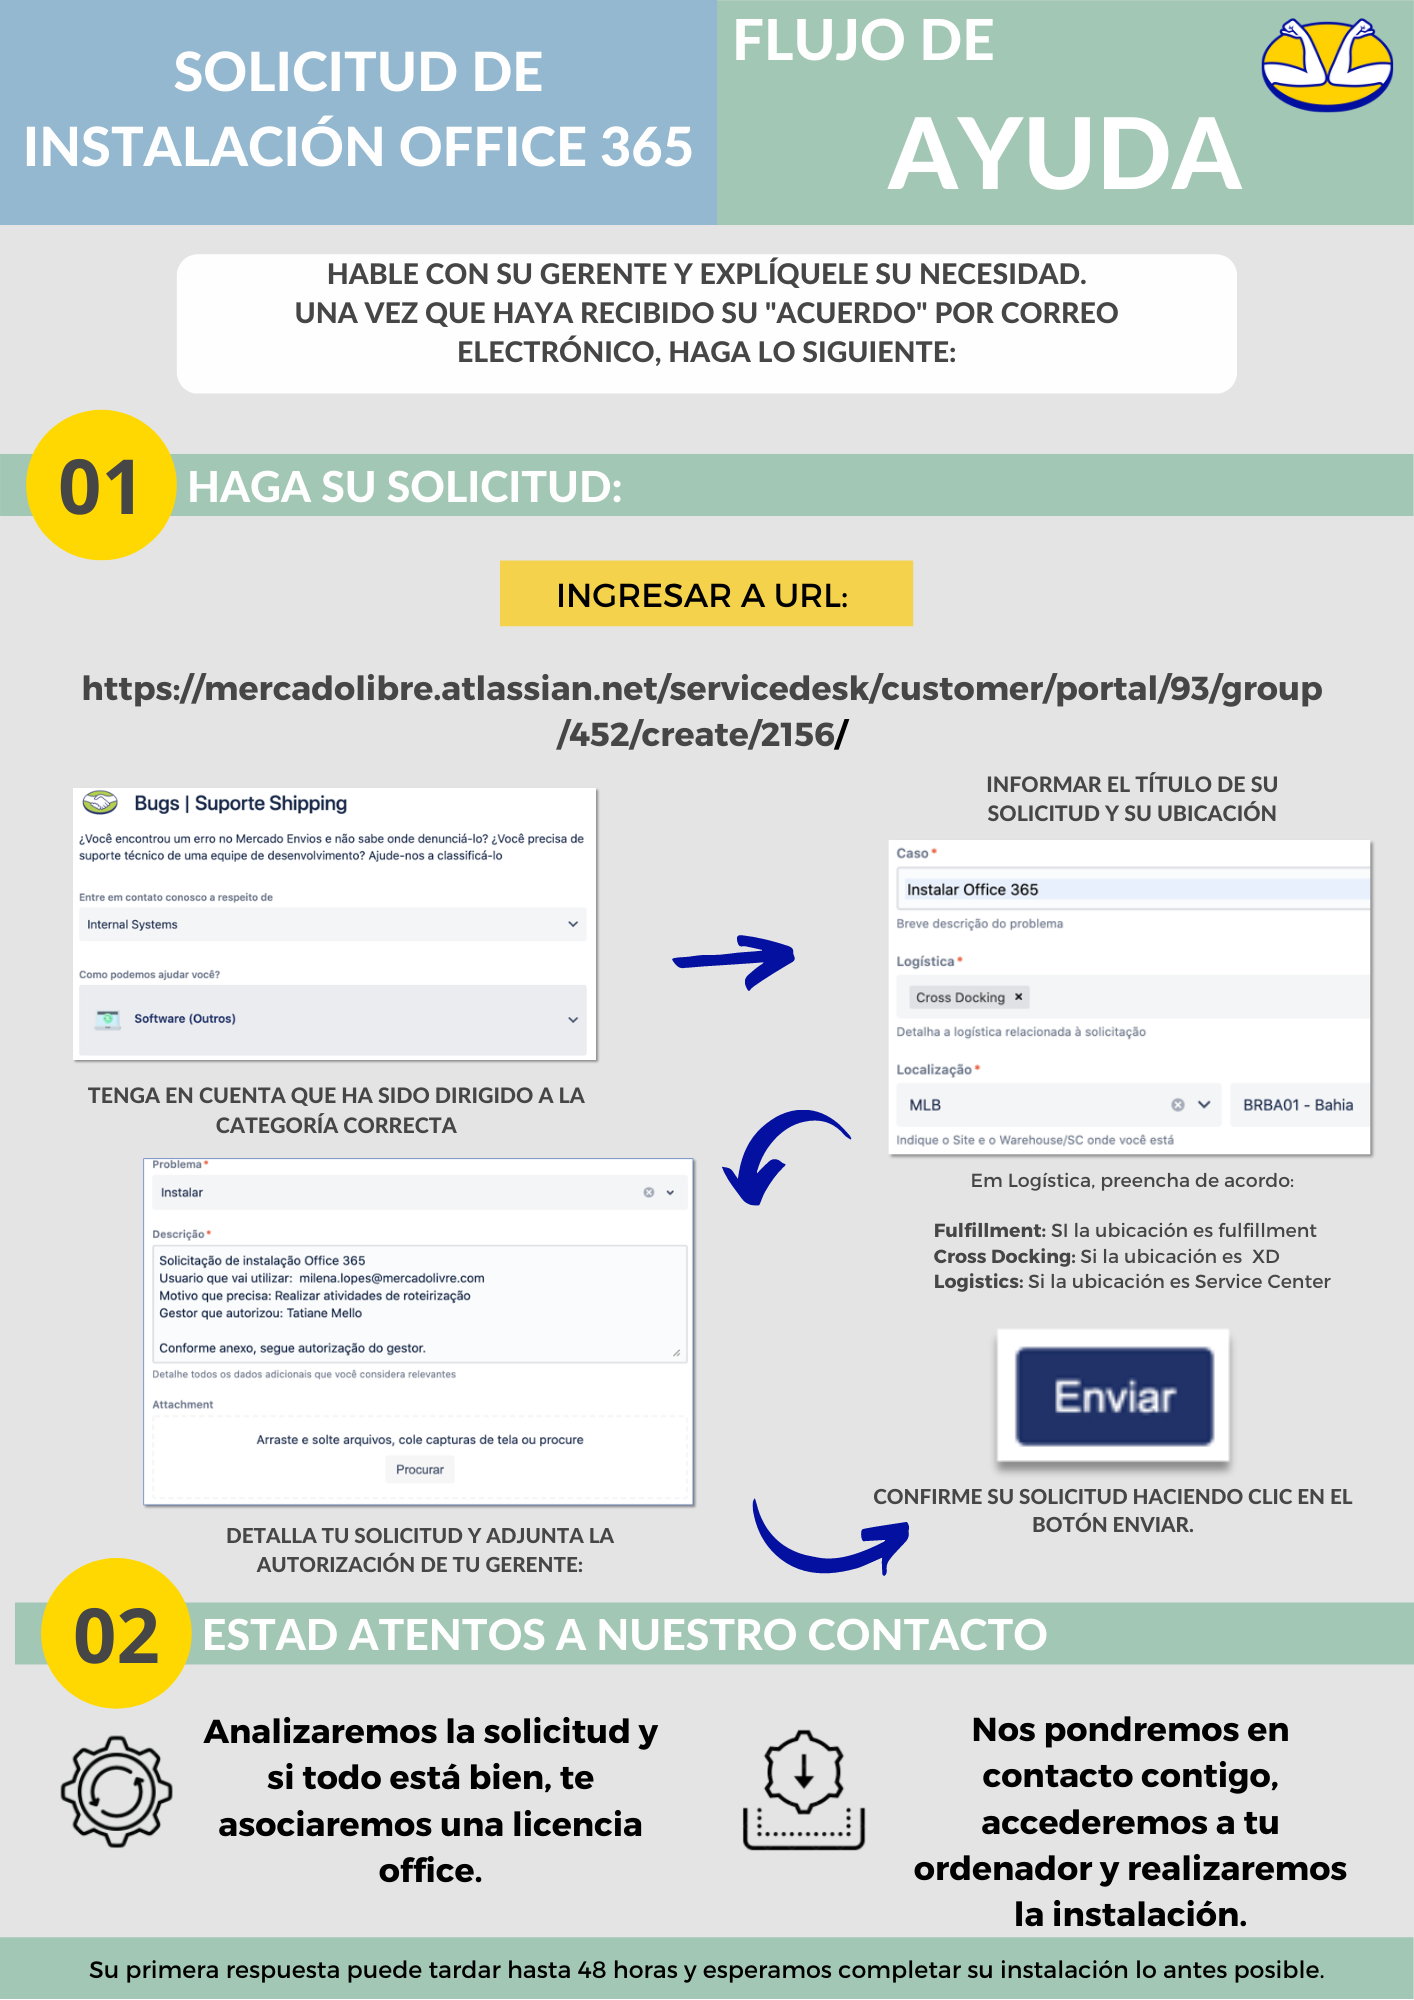 SOLICITUD DE
INSTALACIÓN OFFICE 365
FLUJO DE
AYUDA
HABLE CON SU GERENTE Y EXPLÍQUELE SU NECESIDAD.
UNA VEZ QUE HAYA RECIBIDO SU "ACUERDO" POR CORREO
ELECTRÓNICO, HAGA LO SIGUIENTE:
01
HAGA SU SOLICITUD:
INGRESAR A URL:
https://mercadolibre.atlassian.net/servicedesk/customer/portal/93/group
/452/create/2156/
Bugs | Suporte Shipping
¿Você encontrou um erro no Mercado Envios e não sabe onde denunciá-lo? ¿Você precisa de
suporte técnico de uma equipe de desenvolvimento? Ajude-nos a classificá-lo
Entre em contato conosco a respeito de
Internal Systems
Como podemos ajudar você?
Software (Outros)
TENGA EN CUENTA QUE HA SIDO DIRIGIDO A LA
CATEGORÍA CORRECTA
INFORMAR EL TÍTULO DE SU
SOLICITUD Y SU UBICACIÓN
Caso *
Instalar Office 365
Breve descrição do problema
Logística *
Cross Docking ×
Detalha a logística relacionada à solicitação
Localização *
MLB
BRBA01 - Bahia
Indique o Site e o Warehouse/SC onde você está
Em Logística, preencha de acordo:
Fulfillment: SI la ubicación es fulfillment
Cross Docking: Si la ubicación es XD
Logistics: Si la ubicación es Service Center
Problema *
Instalar
Descrição *
Solicitação de instalação Office 365
Usuario que vai utilizar: milena.lopes@mercadolivre.com
Motivo que precisa: Realizar atividades de roteirização
Gestor que autorizou: Tatiane Mello
Conforme anexo, segue autorização do gestor.
Detalhe todos os dados adicionais que você considera relevantes
Attachment
Arraste e solte arquivos, cole capturas de tela ou procure
Procurar
DETALLA TU SOLICITUD Y ADJUNTA LA
AUTORIZACIÓN DE TU GERENTE:
Enviar
CONFIRME SU SOLICITUD HACIENDO CLIC EN EL
BOTÓN ENVIAR.
02
ESTAD ATENTOS A NUESTRO CONTACTO
Analizaremos la solicitud y
si todo está bien, te
asociaremos una licencia
office.
Nos pondremos en
contacto contigo,
accederemos a tu
ordenador y realizaremos
la instalación.
Su primera respuesta puede tardar hasta 48 horas y esperamos completar su instalación lo antes posible.